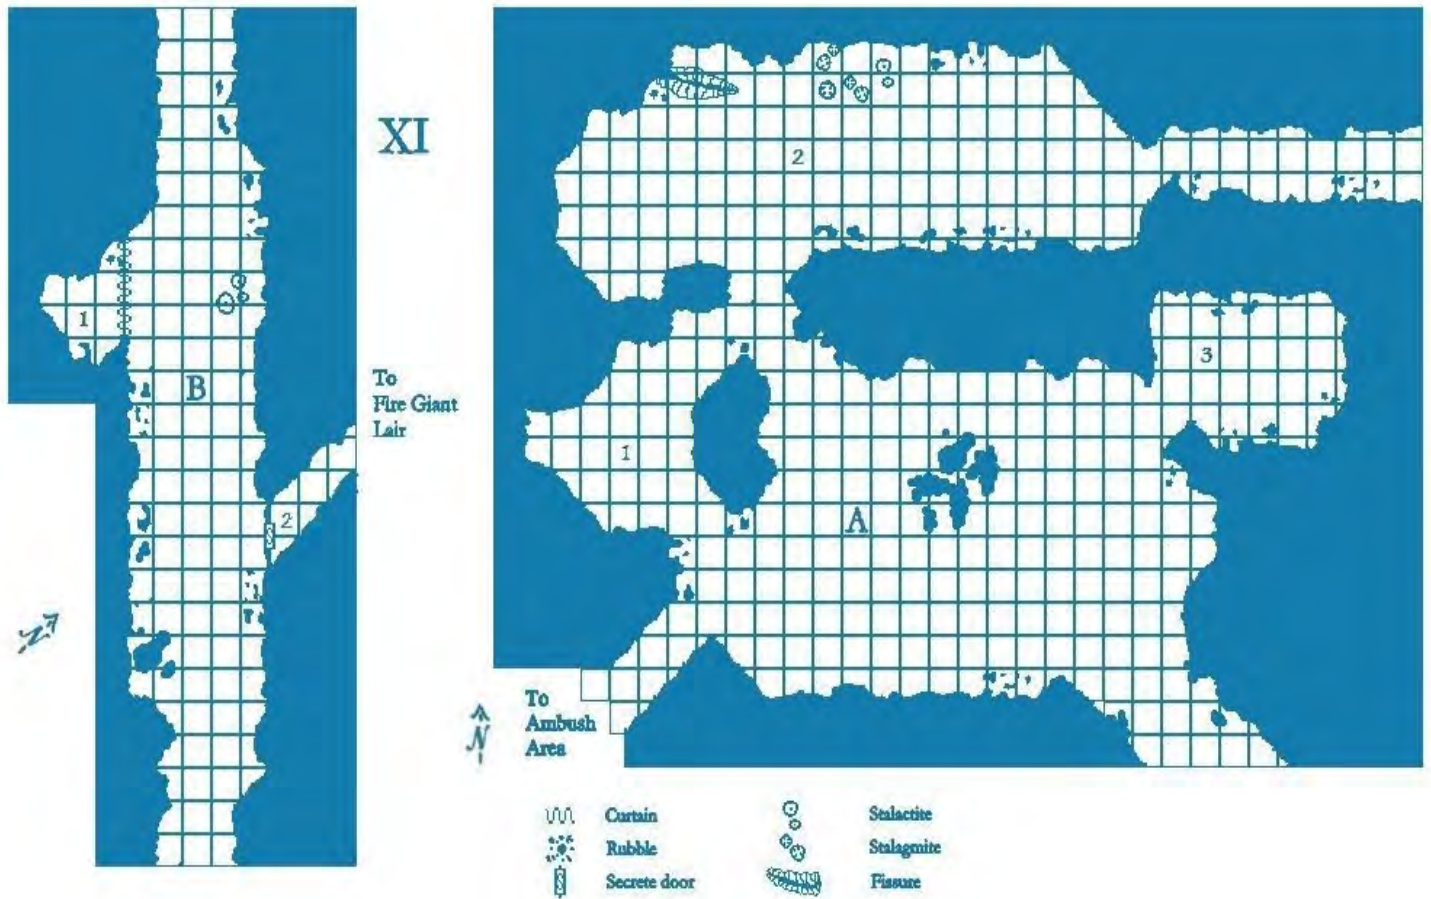 XI
2
1
3
To
Fire Giant
Lair
B
1
2
A
N
To
Ambush
Area
N
Curtain
Stalactite
Rubble
Stalagmite
Secrete door
Fissure